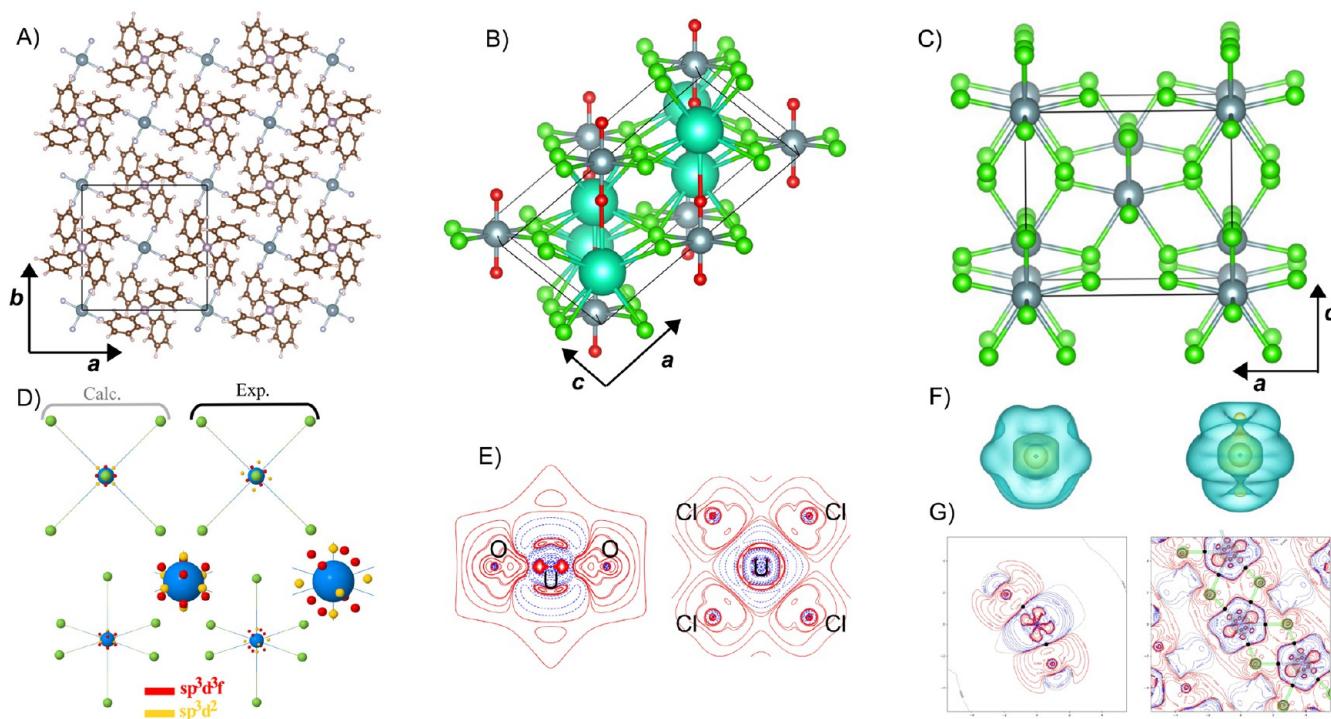 A)
B)
C)
b
a
c
a
c
a
D)
Calc.
Exp.
sp³d³f
sp³d²
E)
O
O
U
Cl
Cl
U
Cl
Cl
F)
G)